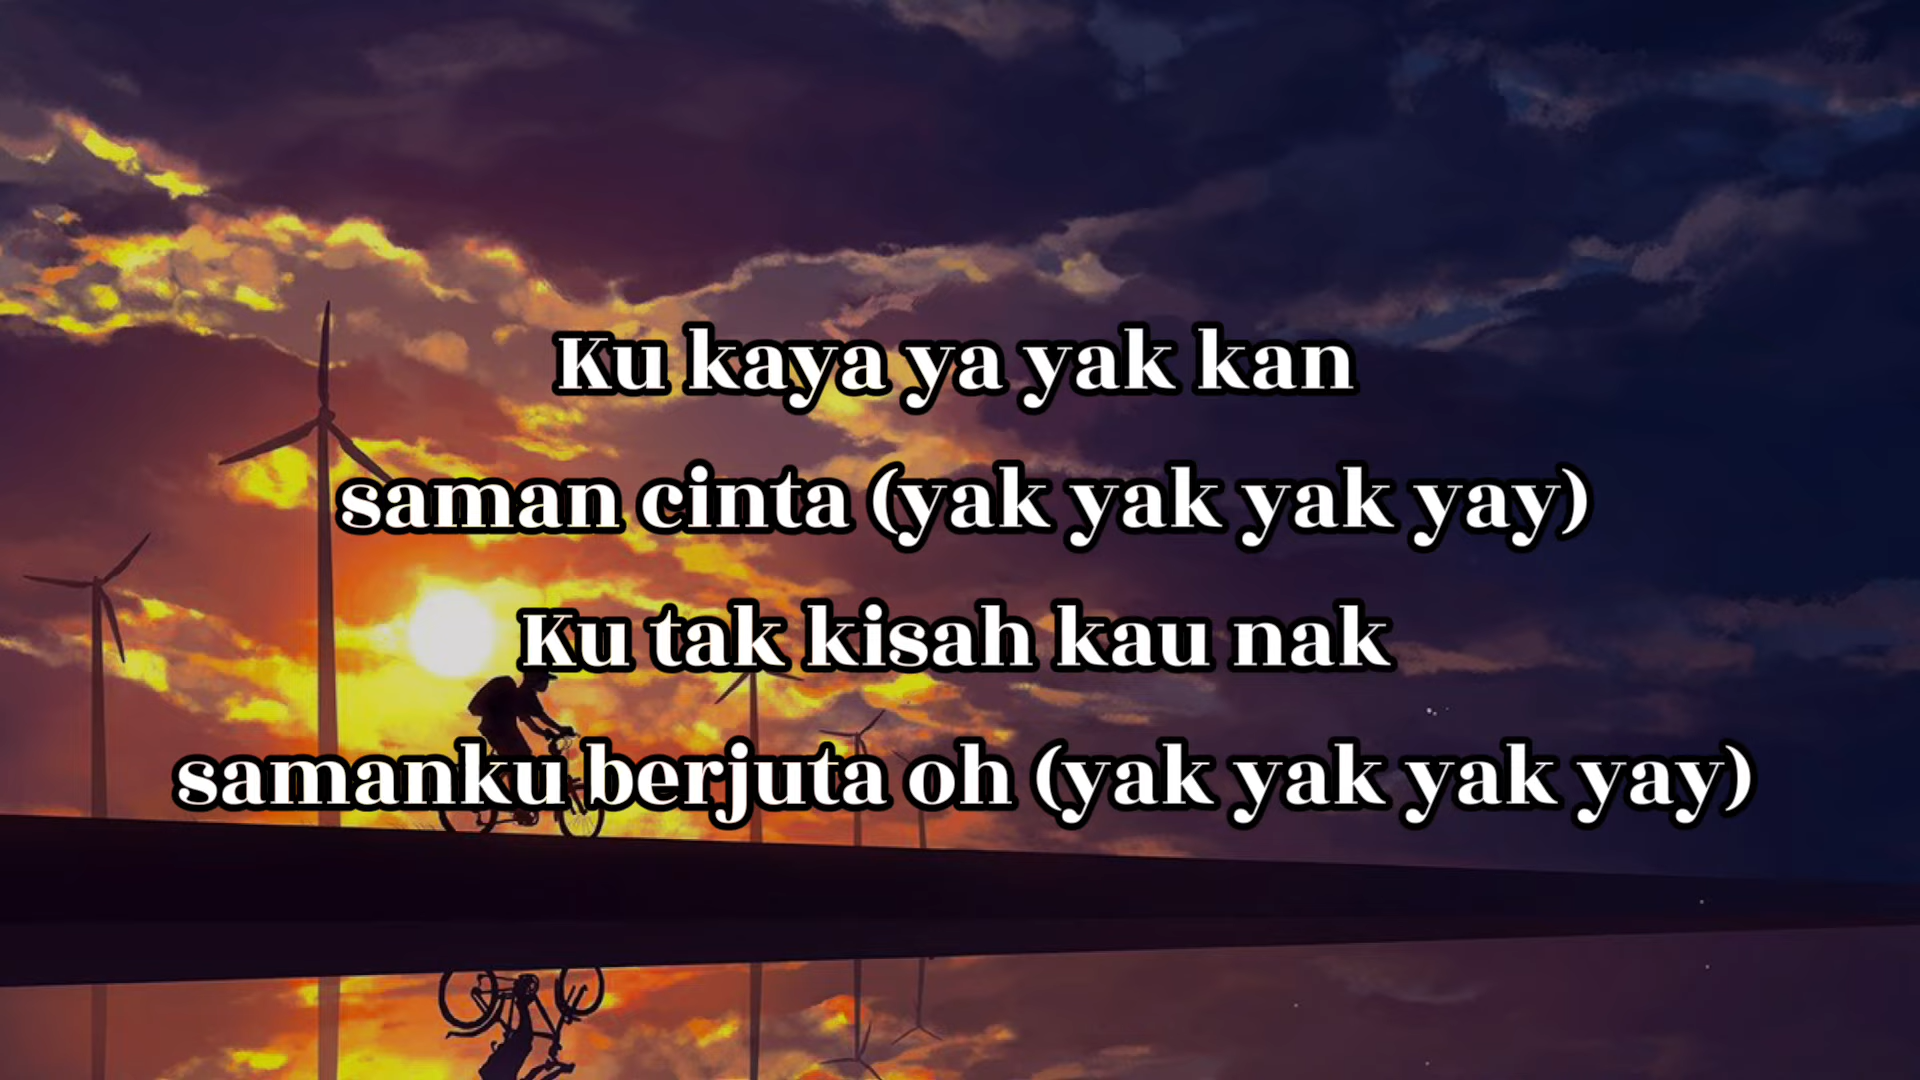 Ku kaya ya yak kan
saman cinta (yak yak yak yay)
Ku tak kisah kau nak
samanku berjuta oh (yak yak yak yay)